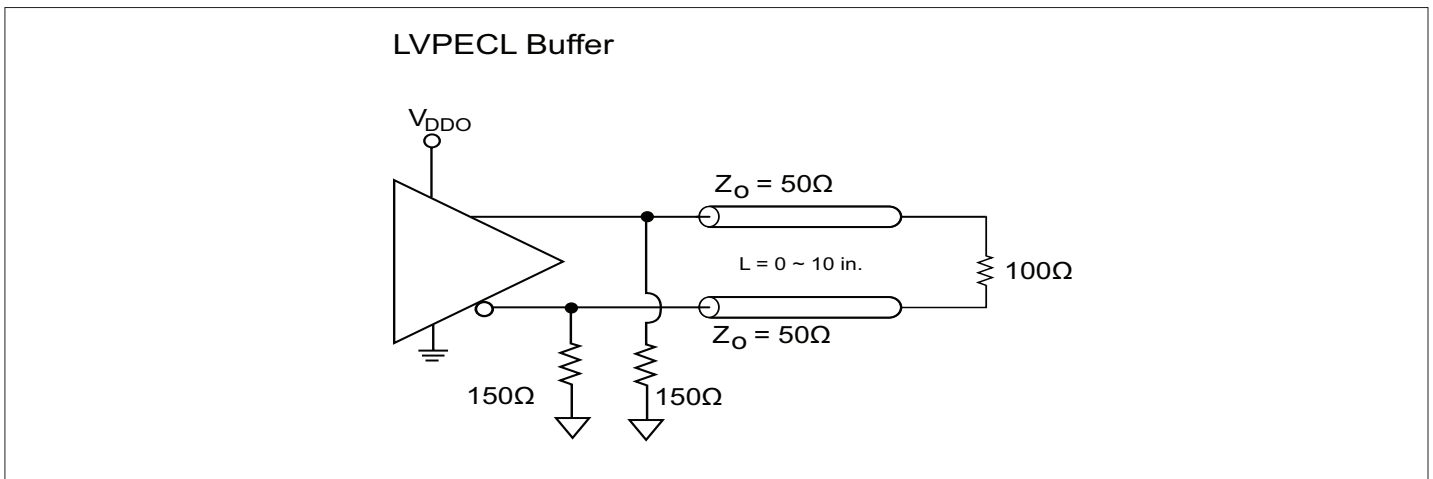 LVPECL Buffer
VDDO
ZO = 50Ω
L = 0 ~ 10 in.
100Ω
ZO = 50Ω
150Ω
150Ω